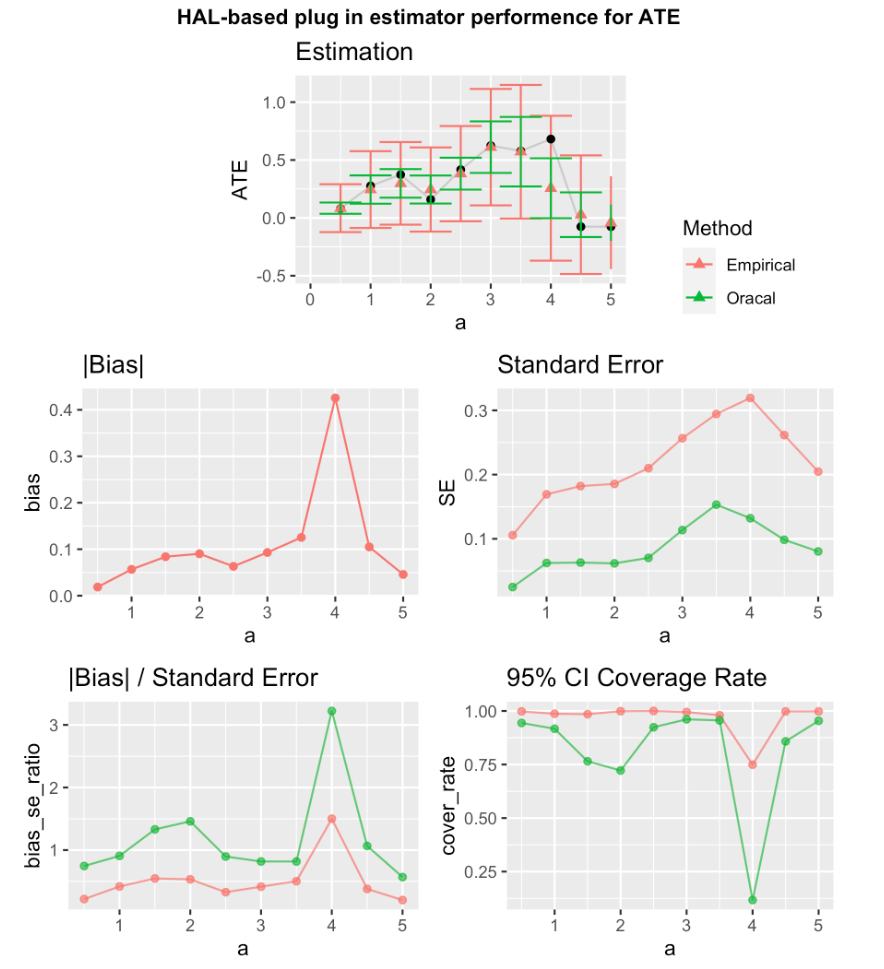 HAL-based plug in estimator performence for ATE
Estimation
ATE
1.0
0.5
0.0
-0.5
0 1 2 3 4 5
a
Method
Empirical
Oracal
|Bias|
bias
0.4
0.3
0.2
0.1
0.0
1 2 3 4 5
a
Standard Error
SE
0.3
0.2
0.1
1 2 3 4 5
a
|Bias| / Standard Error
bias_se_ratio
3
2
1
1 2 3 4 5
a
95% CI Coverage Rate
cover_rate
1.00
0.75
0.50
0.25
1 2 3 4 5
a